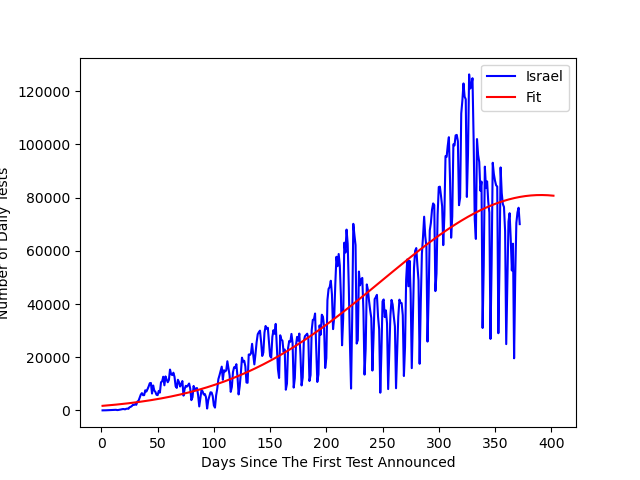 Israel
Fit
120000
100000
80000
60000
40000
20000
0
Number of Daily Tests
0 50 100 150 200 250 300 350 400
Days Since The First Test Announced